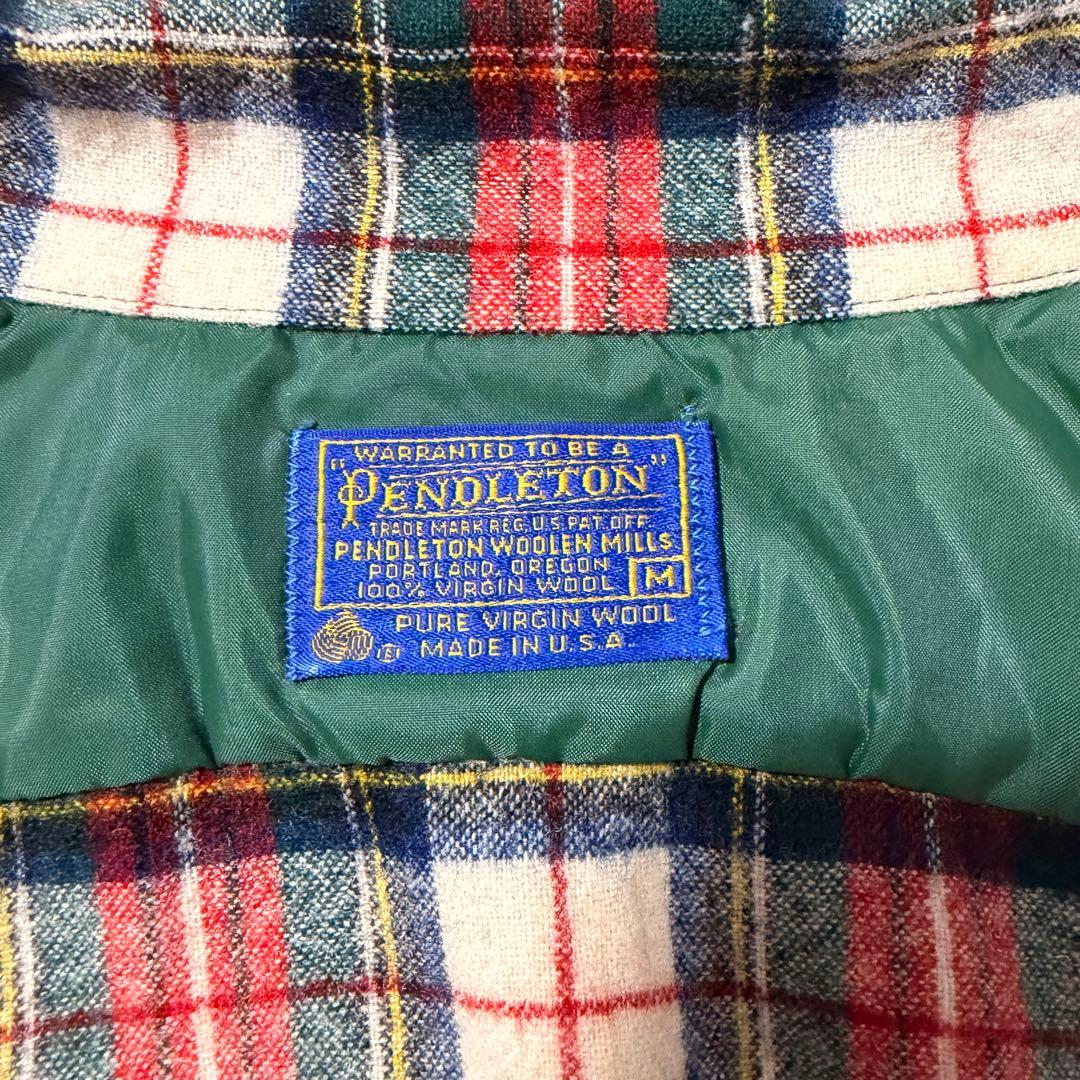 WARRANTED TO BE A
"PENDLETON"
TRADE MARK REG. U.S. PAT. OFF.
PENDLETON WOOLEN MILLS
PORTLAND, OREGON
100% VIRGIN WOOL M
PURE VIRGIN WOOL
MADE IN U.S.A.